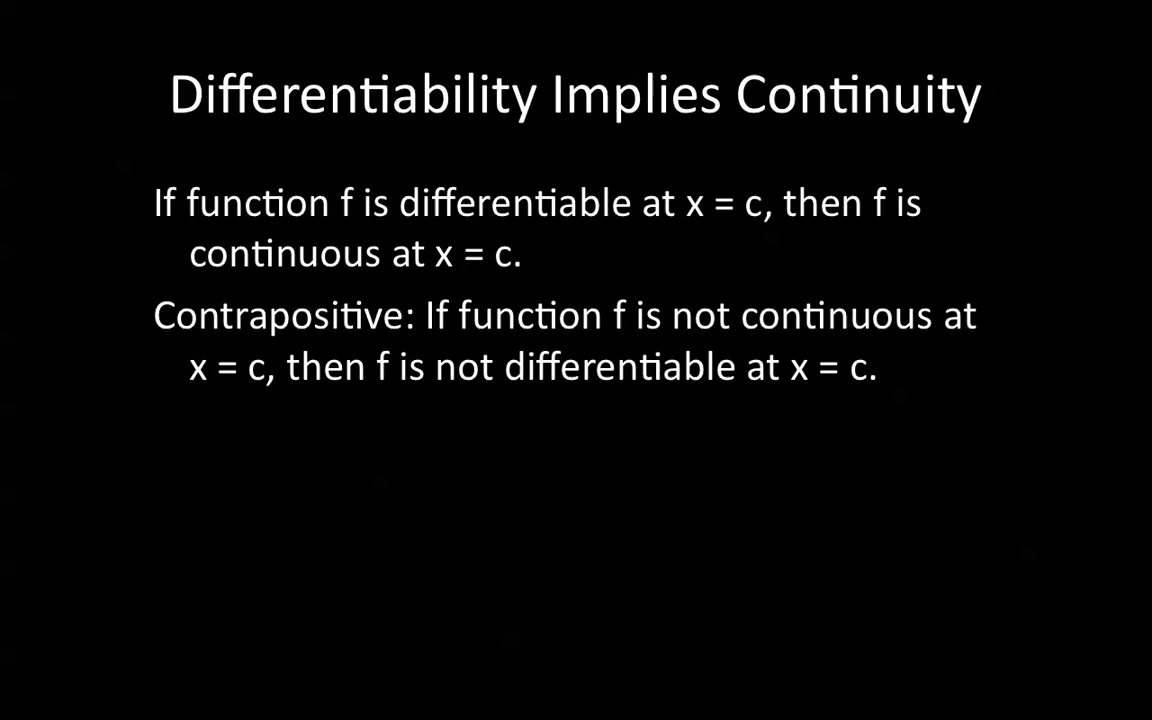 Differentiability Implies Continuity
If function f is differentiable at x = c, then f is
continuous at x = c.
Contrapositive: If function f is not continuous at
x = c, then f is not differentiable at x = c.